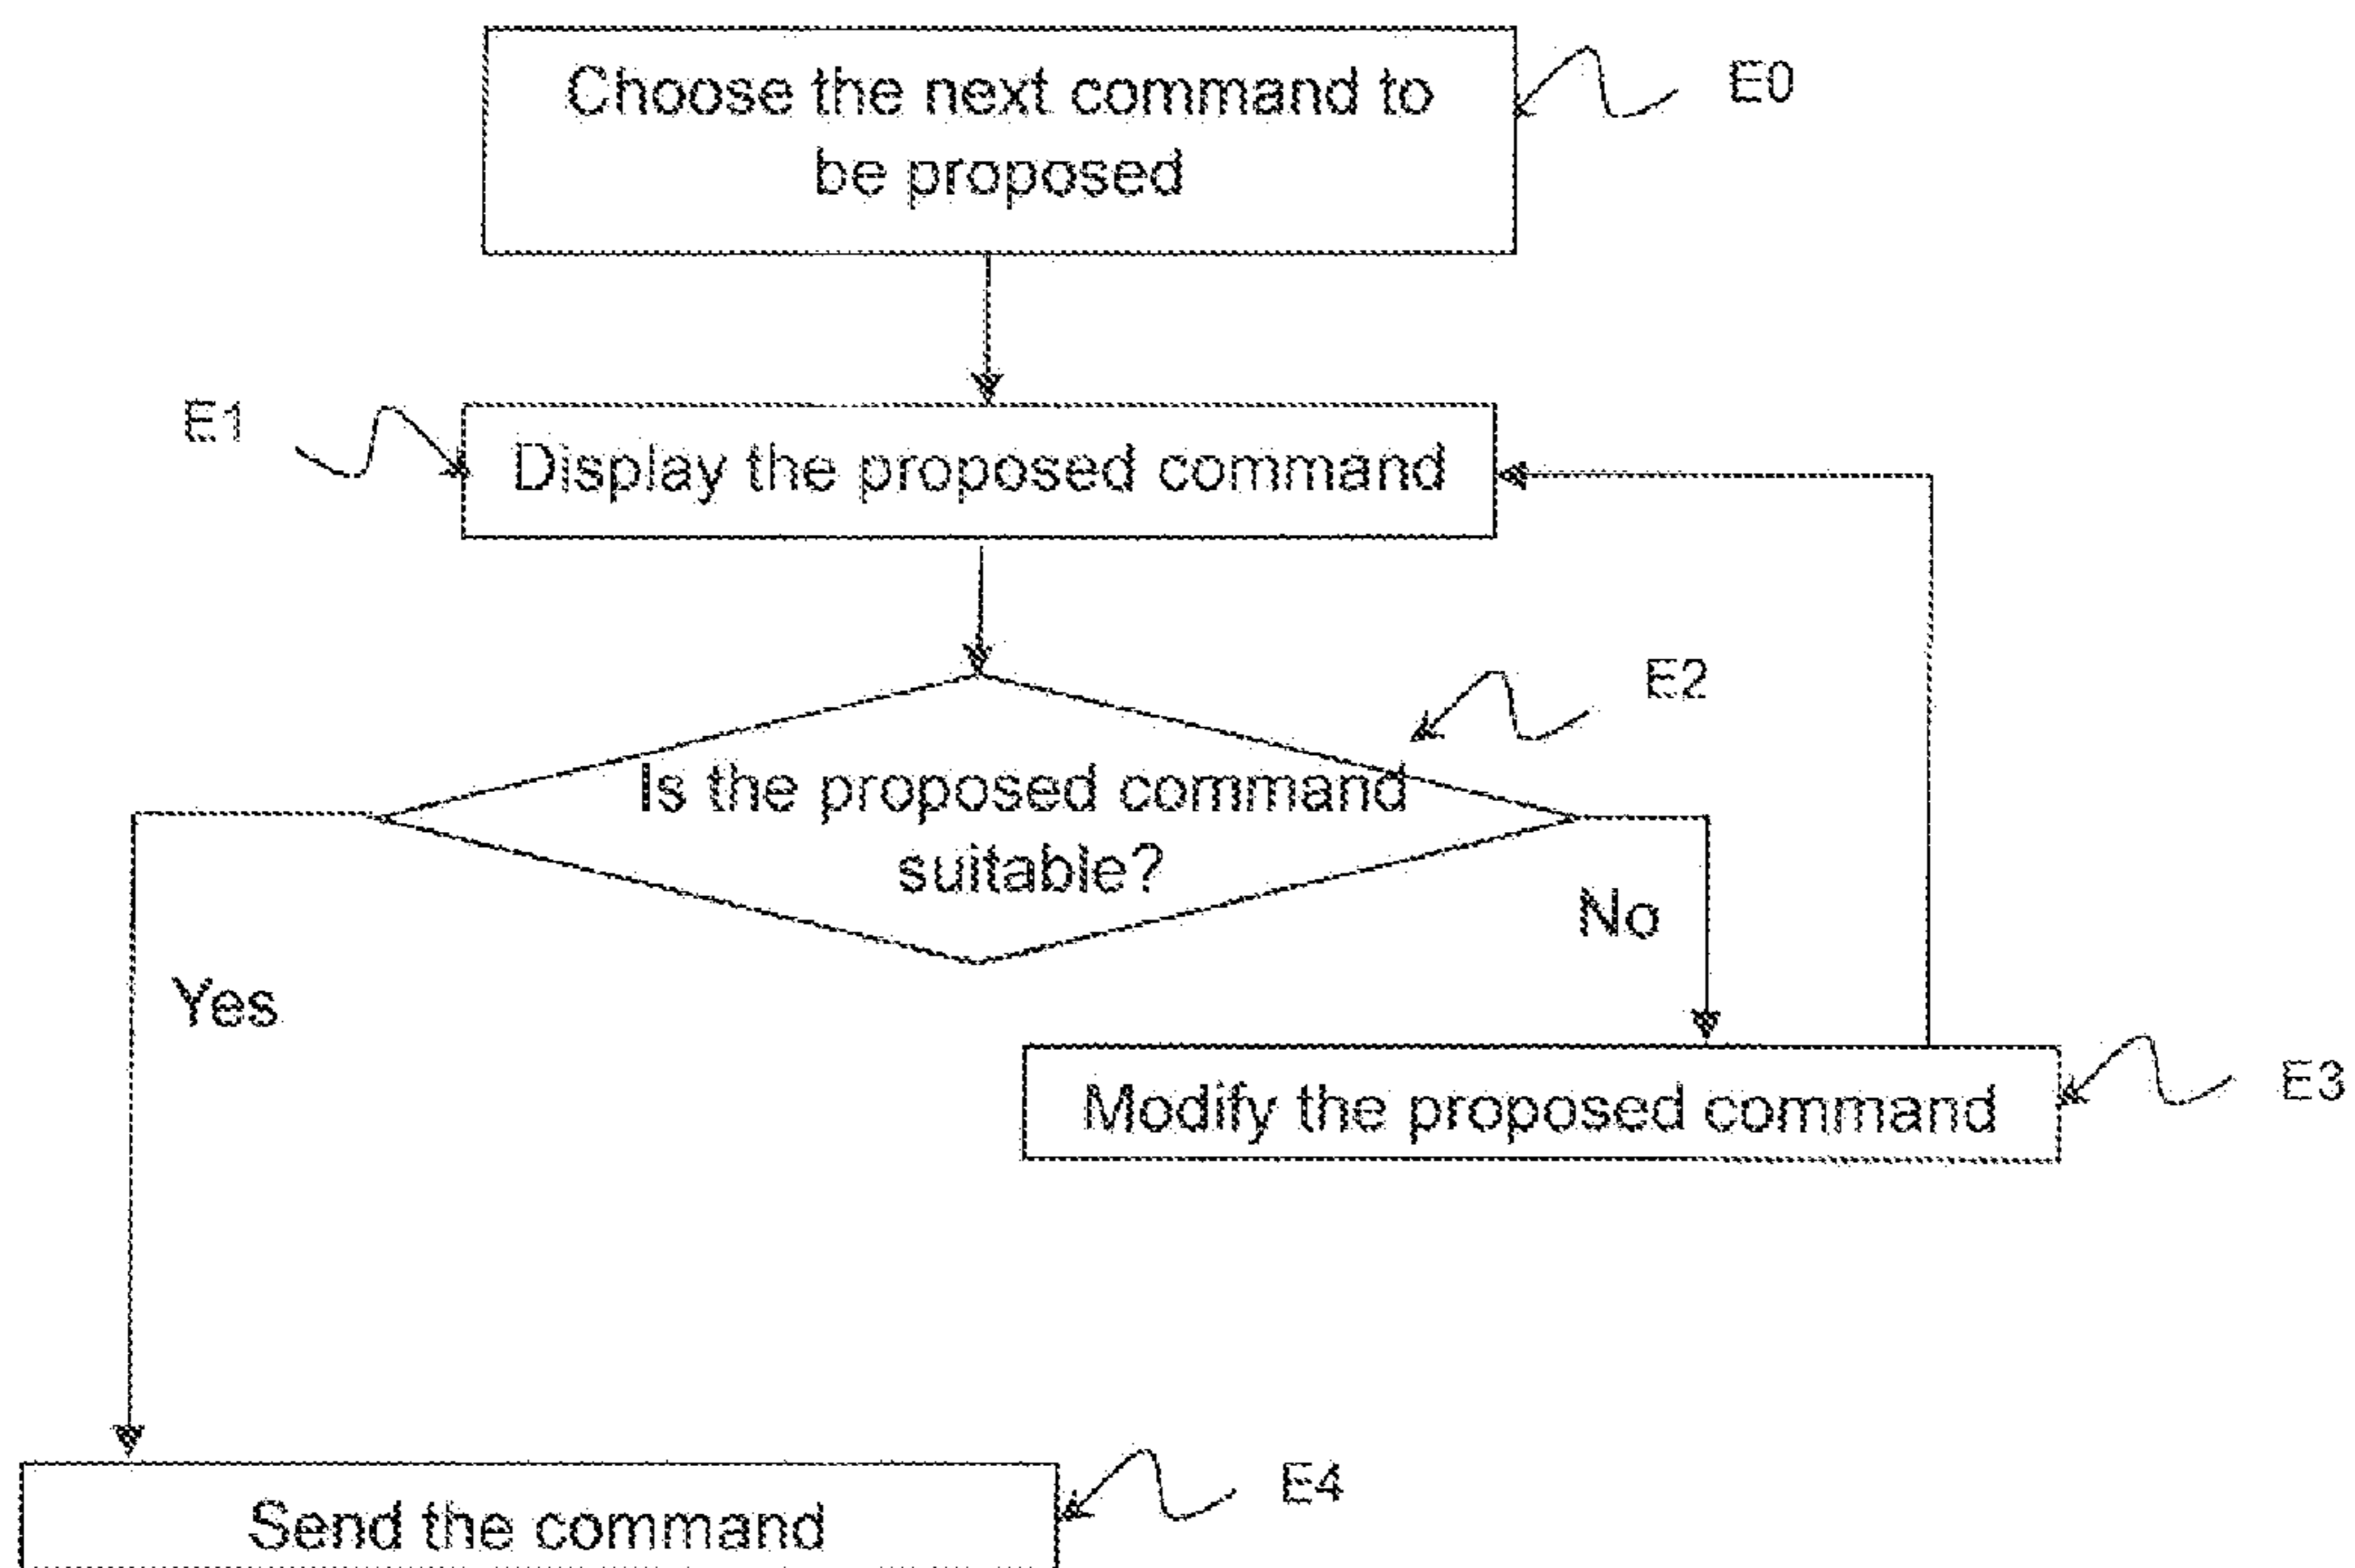 Choose the next command to
be proposed
E0
E1
Display the proposed command
E2
Is the proposed command
suitable?
No
Yes
Modify the proposed command
E3
Send the command
E4